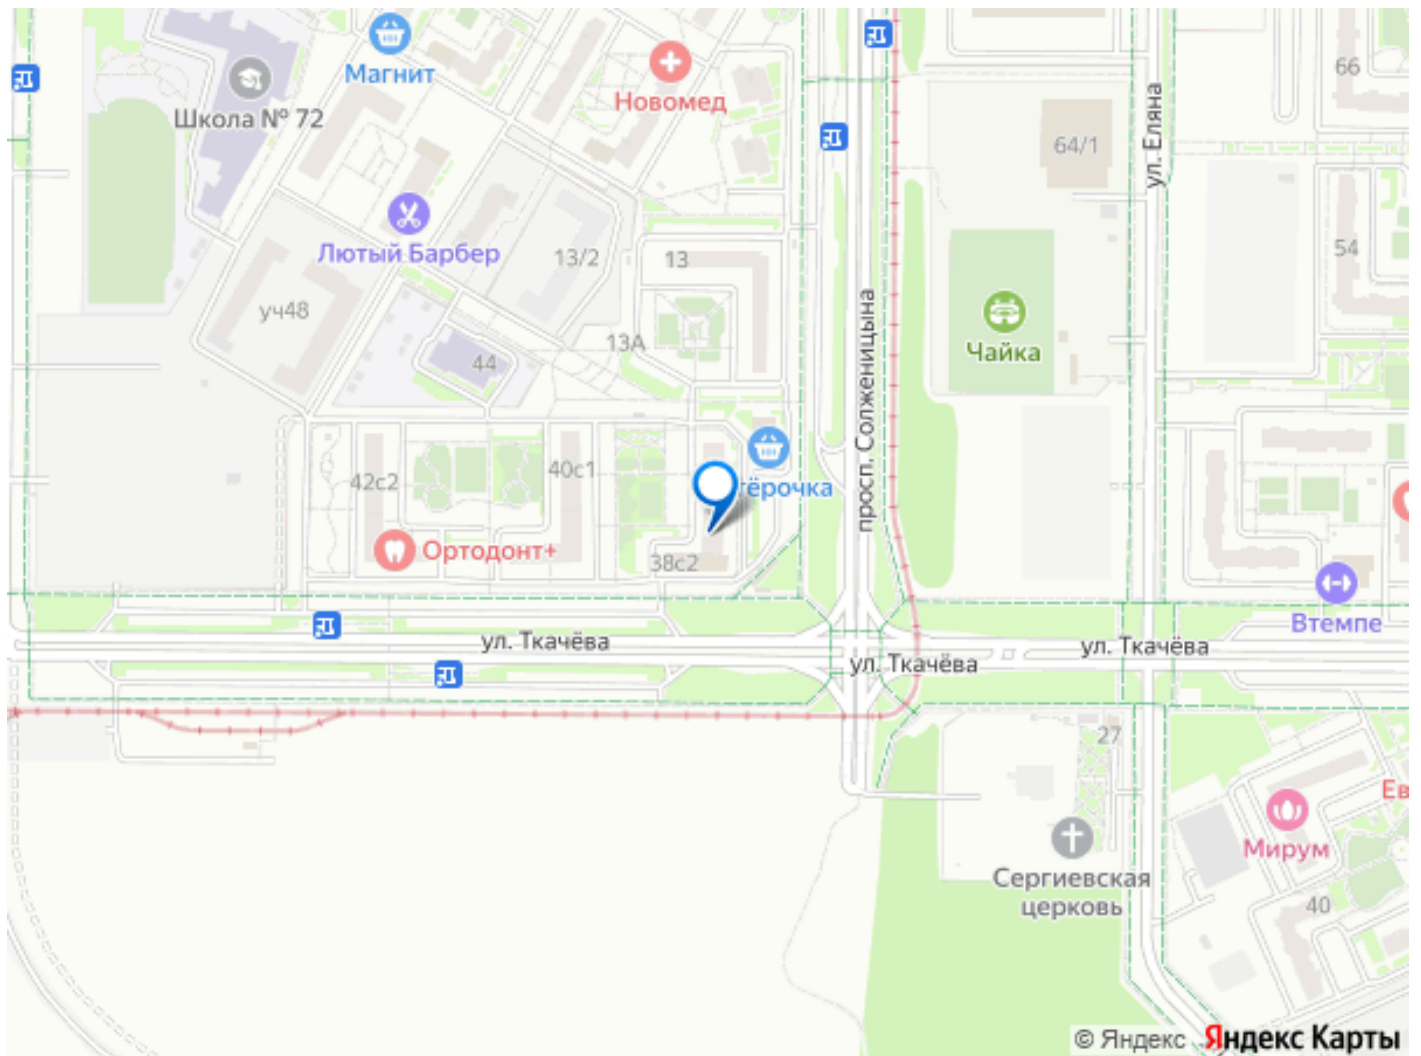 66
Магнит
Новомед
Школа № 72
64/1
ул. Еляна
Лютый Барбер
13/2
13
54
уч48
просп. Солженицына
13А
Чайка
44
40с1
42с2
тёрочка
Ортодонт+
38с2
Втемпе
ул. Ткачёва
ул. Ткачёва
ул. Ткачёва
27
Ев
Мирум
Сергиевская
церковь
40
© Яндекс Яндекс Карты